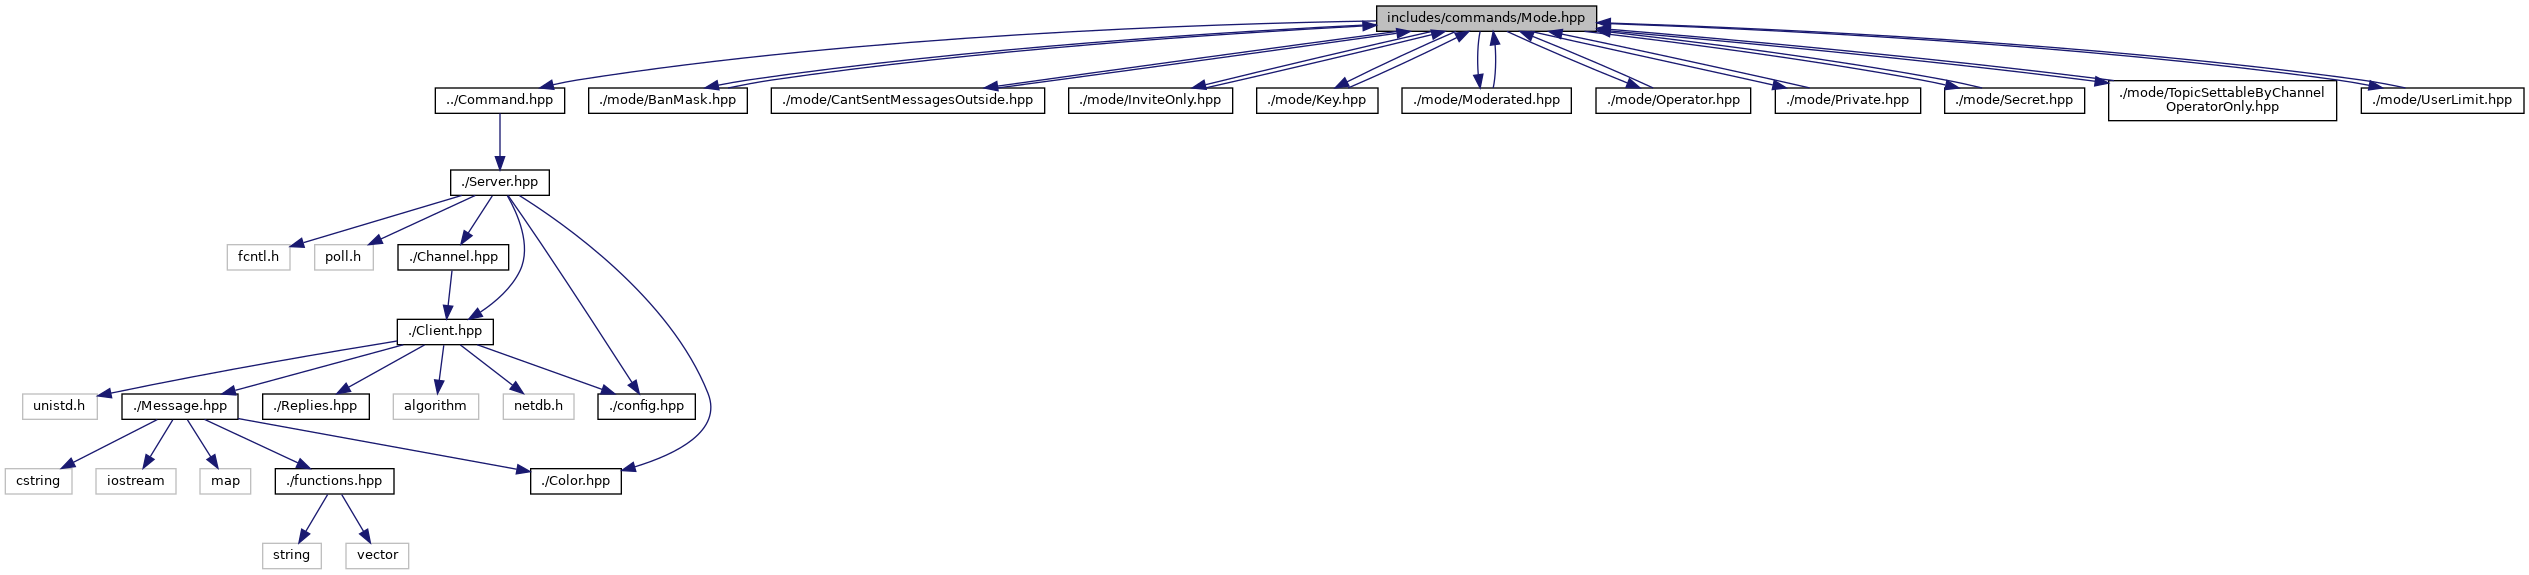 includes/commands/Mode.hpp
../Command.hpp
./mode/BanMask.hpp
./mode/CantSentMessagesOutside.hpp
./mode/InviteOnly.hpp
./mode/Key.hpp
./mode/Moderated.hpp
./mode/Operator.hpp
./mode/Private.hpp
./mode/Secret.hpp
./mode/TopicSettableByChannel
OperatorOnly.hpp
./mode/UserLimit.hpp
./Server.hpp
fcntl.h
poll.h
./Channel.hpp
./Client.hpp
unistd.h
./Message.hpp
./Replies.hpp
algorithm
netdb.h
./config.hpp
cstring
iostream
map
./functions.hpp
./Color.hpp
string
vector